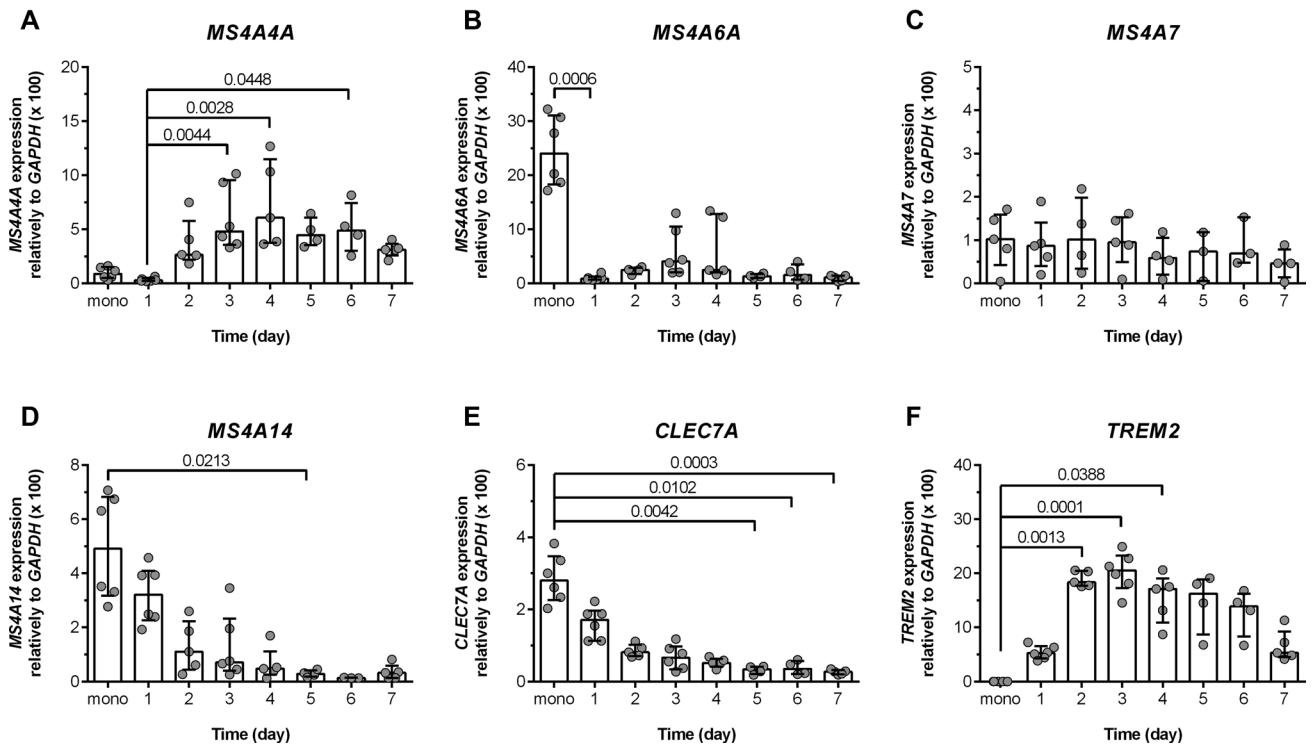 A
MS4A4A
MS4A4A expression
relatively to GAPDH (x 100)
20
15
10
5
0
0.0448
0.0028
0.0044
mono 1 2 3 4 5 6 7
Time (day)
B
MS4A6A
MS4A6A expression
relatively to GAPDH (x 100)
40
30
20
10
0
0.0006
mono 1 2 3 4 5 6 7
Time (day)
C
MS4A7
MS4A7 expression
relatively to GAPDH (x 100)
5
4
3
2
1
0
mono 1 2 3 4 5 6 7
Time (day)
D
MS4A14
MS4A14 expression
relatively to GAPDH (x 100)
8
6
4
2
0
0.0213
mono 1 2 3 4 5 6 7
Time (day)
E
CLEC7A
CLEC7A expression
relatively to GAPDH (x 100)
6
4
2
0
0.0003
0.0102
0.0042
mono 1 2 3 4 5 6 7
Time (day)
F
TREM2
TREM2 expression
relatively to GAPDH (x 100)
40
30
20
10
0
0.0388
0.0001
0.0013
mono 1 2 3 4 5 6 7
Time (day)